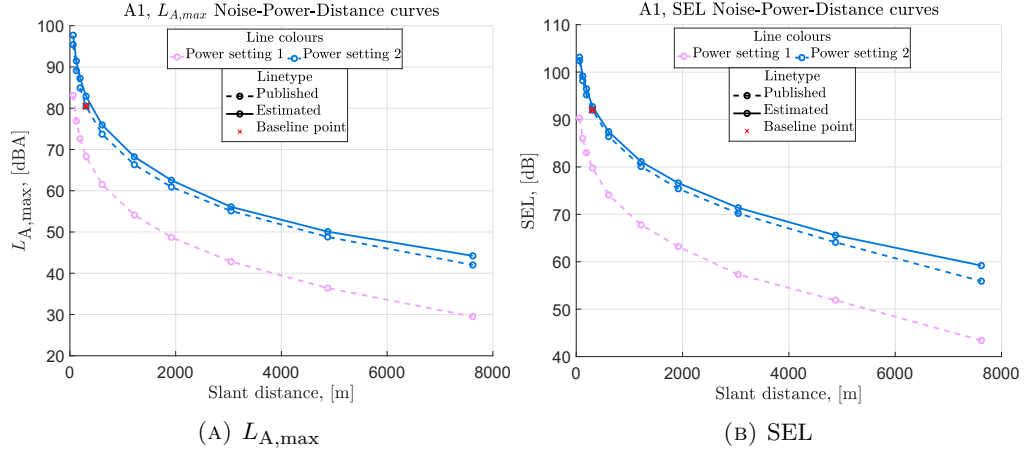 A1, L_A,max Noise-Power-Distance curves
Line colours
Power setting 1 Power setting 2
Linetype
Published
Estimated
Baseline point
L_A,max, [dBA]
100
90
80
70
60
50
40
30
20
0 2000 4000 6000 8000
Slant distance, [m]
(A) L_A,max
A1, SEL Noise-Power-Distance curves
Line colours
Power setting 1 Power setting 2
Linetype
Published
Estimated
Baseline point
SEL, [dB]
110
100
90
80
70
60
50
40
0 2000 4000 6000 8000
Slant distance, [m]
(B) SEL